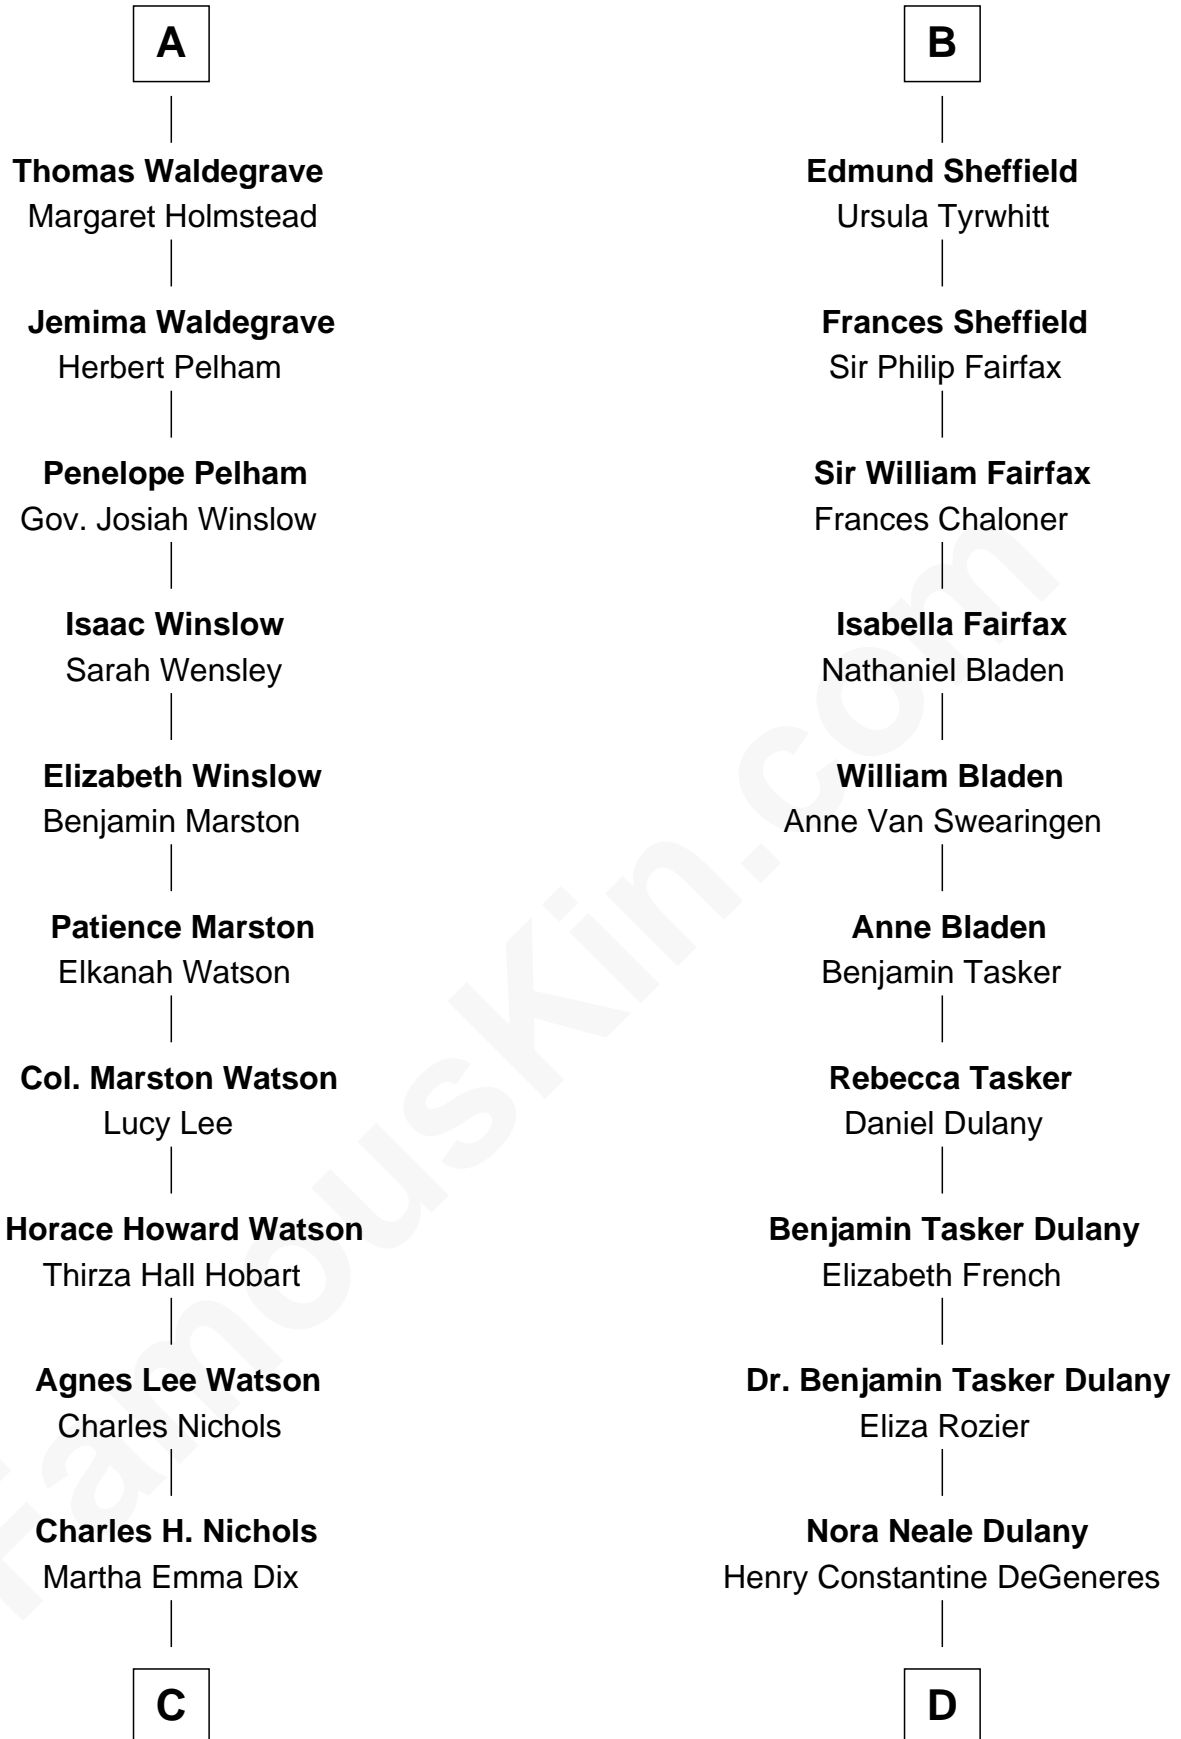 A
Thomas Waldegrave
Margaret Holmstead
Jemima Waldegrave
Herbert Pelham
Penelope Pelham
Gov. Josiah Winslow
Isaac Winslow
Sarah Wensley
Elizabeth Winslow
Benjamin Marston
Patience Marston
Elkanah Watson
Col. Marston Watson
Lucy Lee
Horace Howard Watson
Thirza Hall Hobart
Agnes Lee Watson
Charles Nichols
Charles H. Nichols
Martha Emma Dix
C
B
Edmund Sheffield
Ursula Tyrwhitt
Frances Sheffield
Sir Philip Fairfax
Sir William Fairfax
Frances Chaloner
Isabella Fairfax
Nathaniel Bladen
William Bladen
Anne Van Swearingen
Anne Bladen
Benjamin Tasker
Rebecca Tasker
Daniel Dulany
Benjamin Tasker Dulany
Elizabeth French
Dr. Benjamin Tasker Dulany
Eliza Rozier
Nora Neale Dulany
Henry Constantine DeGeneres
D
FamousKin.com